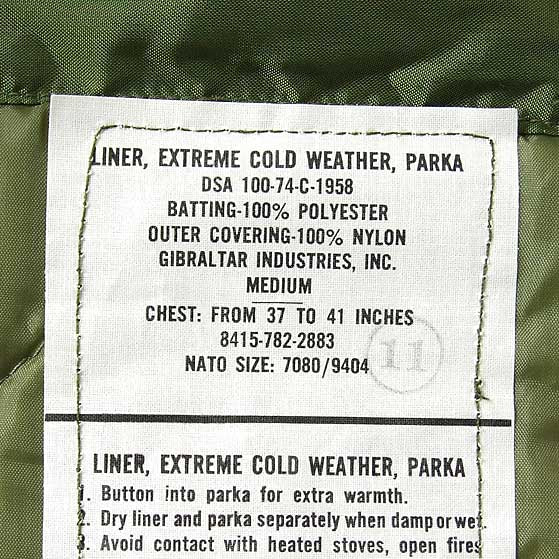 LINER, EXTREME COLD WEATHER, PARKA
DSA 100-74-C-1958
BATTING-100% POLYESTER
OUTER COVERING-100% NYLON
GIBRALTAR INDUSTRIES, INC.
MEDIUM
CHEST: FROM 37 TO 41 INCHES
8415-782-2883
NATO SIZE: 7080/9404
11
LINER, EXTREME COLD WEATHER, PARKA
1. Button into parka for extra warmth.
2. Dry liner and parka separately when damp or wet.
3. Avoid contact with heated stoves, open fires